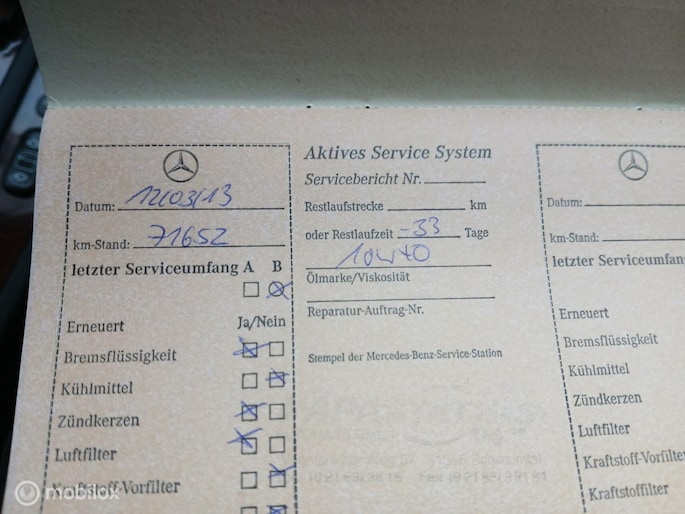 Datum: 12/03/13
km-Stand: 71652
letzter Serviceumfang A B
Erneuert Ja/Nein
Bremsflüssigkeit
Kühlmittel
Zündkerzen
Luftfilter
Kraftstoff-Vorfilter
Aktives Service System
Servicebericht Nr.
Restlaufstrecke km
oder Restlaufzeit -33 Tage
10W40
Ölmarke/Viskosität
Reparatur-Auftrag-Nr.
Stempel der Mercedes-Benz-Service-Station
Datum:
km-Stand:
letzter Serviceumfang
Erneuert
Bremsflüssigkeit
Kühlmittel
Zündkerzen
Luftfilter
Kraftstoff-Vorfilter
Kraftstoffilter
mobilox